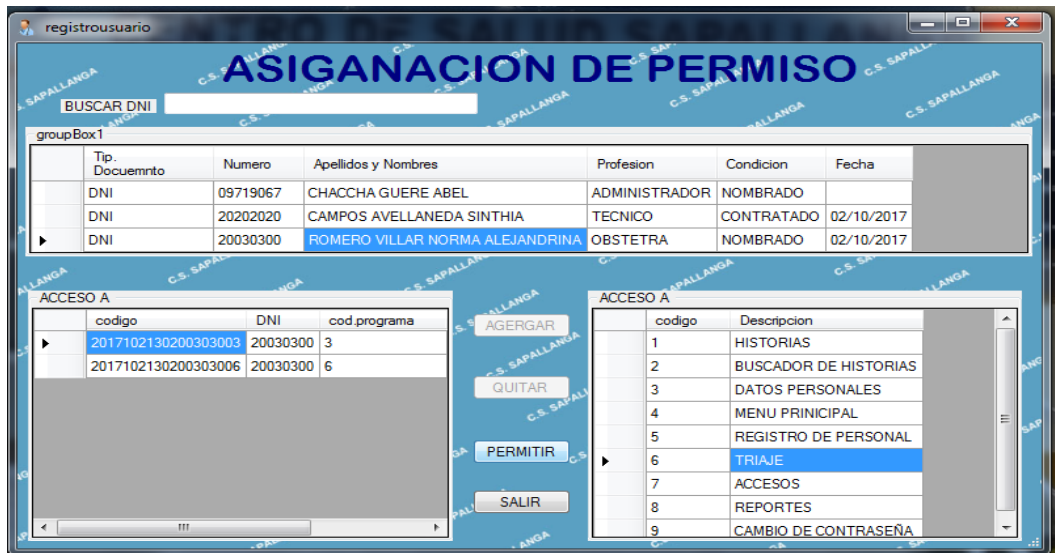 registrousuario
ASIGANACION DE PERMISO
BUSCAR DNI
groupBox1
Tip. Docuemnto Numero Apellidos y Nombres Profesion Condicion Fecha
DNI 09719067 CHACCHA GUERE ABEL ADMINISTRADOR NOMBRADO
DNI 20202020 CAMPOS AVELLANEDA SINTHIA TECNICO CONTRATADO 02/10/2017
DNI 20030300 ROMERO VILLAR NORMA ALEJANDRINA OBSTETRA NOMBRADO 02/10/2017
ACCESO A
codigo DNI cod.programa
2017102130200303003 20030300 3
2017102130200303006 20030300 6
AGERGAR
QUITAR
PERMITIR
SALIR
ACCESO A
codigo Descripcion
1 HISTORIAS
2 BUSCADOR DE HISTORIAS
3 DATOS PERSONALES
4 MENU PRINICIPAL
5 REGISTRO DE PERSONAL
6 TRIAJE
7 ACCESOS
8 REPORTES
9 CAMBIO DE CONTRASEÑA
C.S. SAPALLANGA